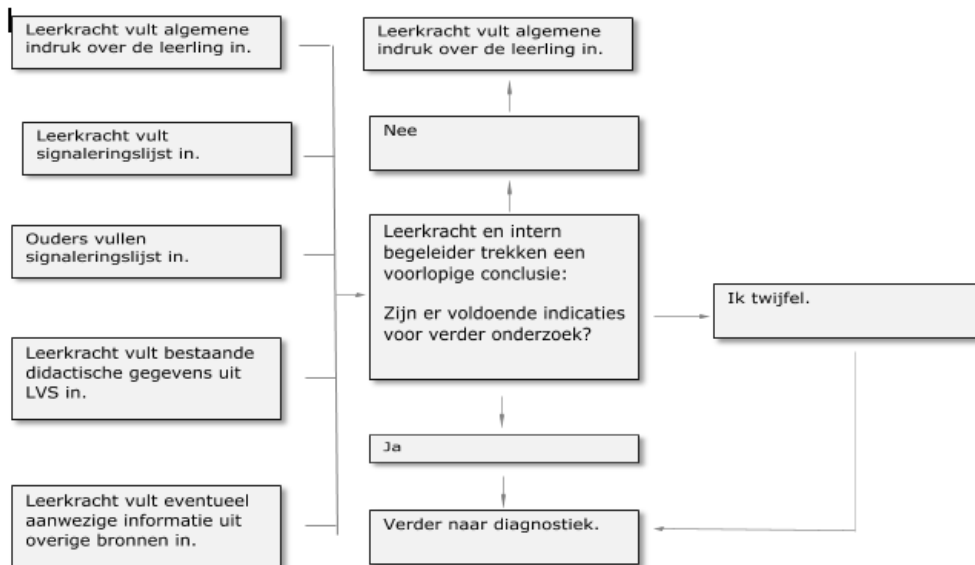 Leerkracht vult algemene
indruk over de leerling in.
Leerkracht vult
signaleringslijst in.
Ouders vullen
signaleringslijst in.
Leerkracht vult bestaande
didactische gegevens uit
LVS in.
Leerkracht vult eventueel
aanwezige informatie uit
overige bronnen in.
Leerkracht vult algemene
indruk over de leerling in.
Nee
Leerkracht en intern
begeleider trekken een
voorlopige conclusie:
Zijn er voldoende indicaties
voor verder onderzoek?
Ik twijfel.
Ja
Verder naar diagnostiek.